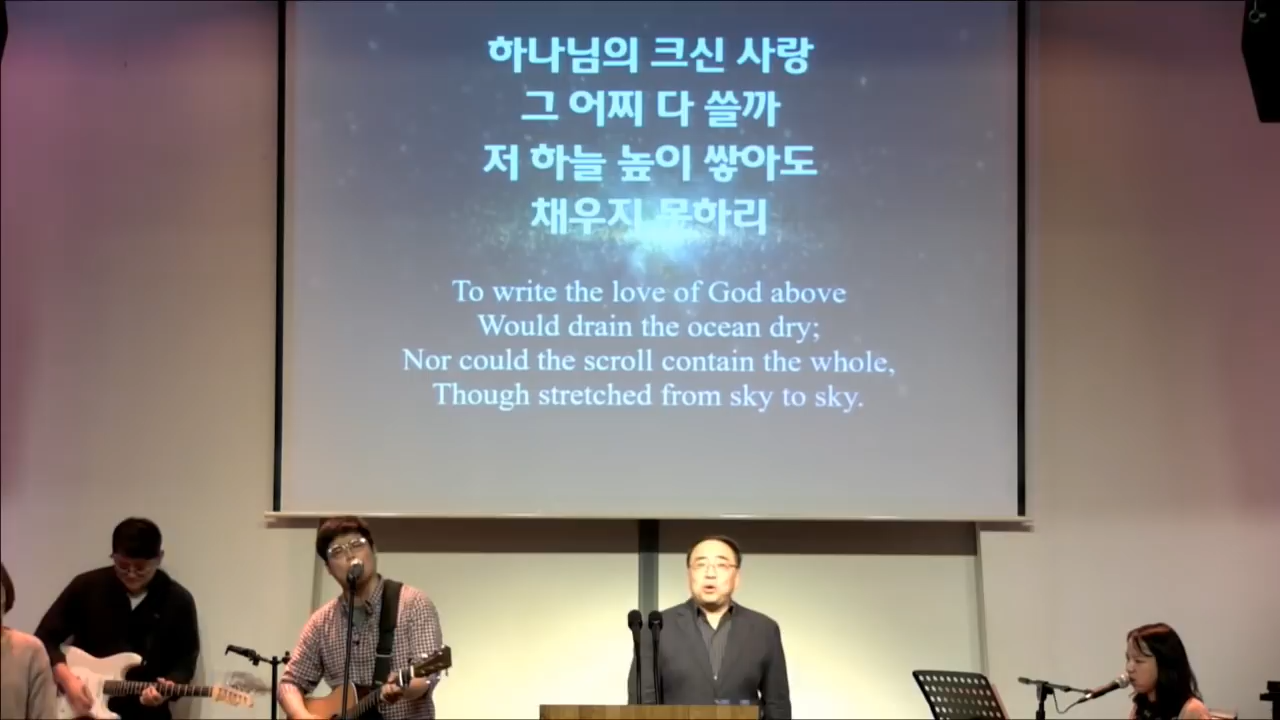 하나님의 크신 사랑
그 어찌 다 쓸까
저 하늘 높이 쌓아도
채우지 못하리
To write the love of God above
Would drain the ocean dry;
Nor could the scroll contain the whole,
Though stretched from sky to sky.